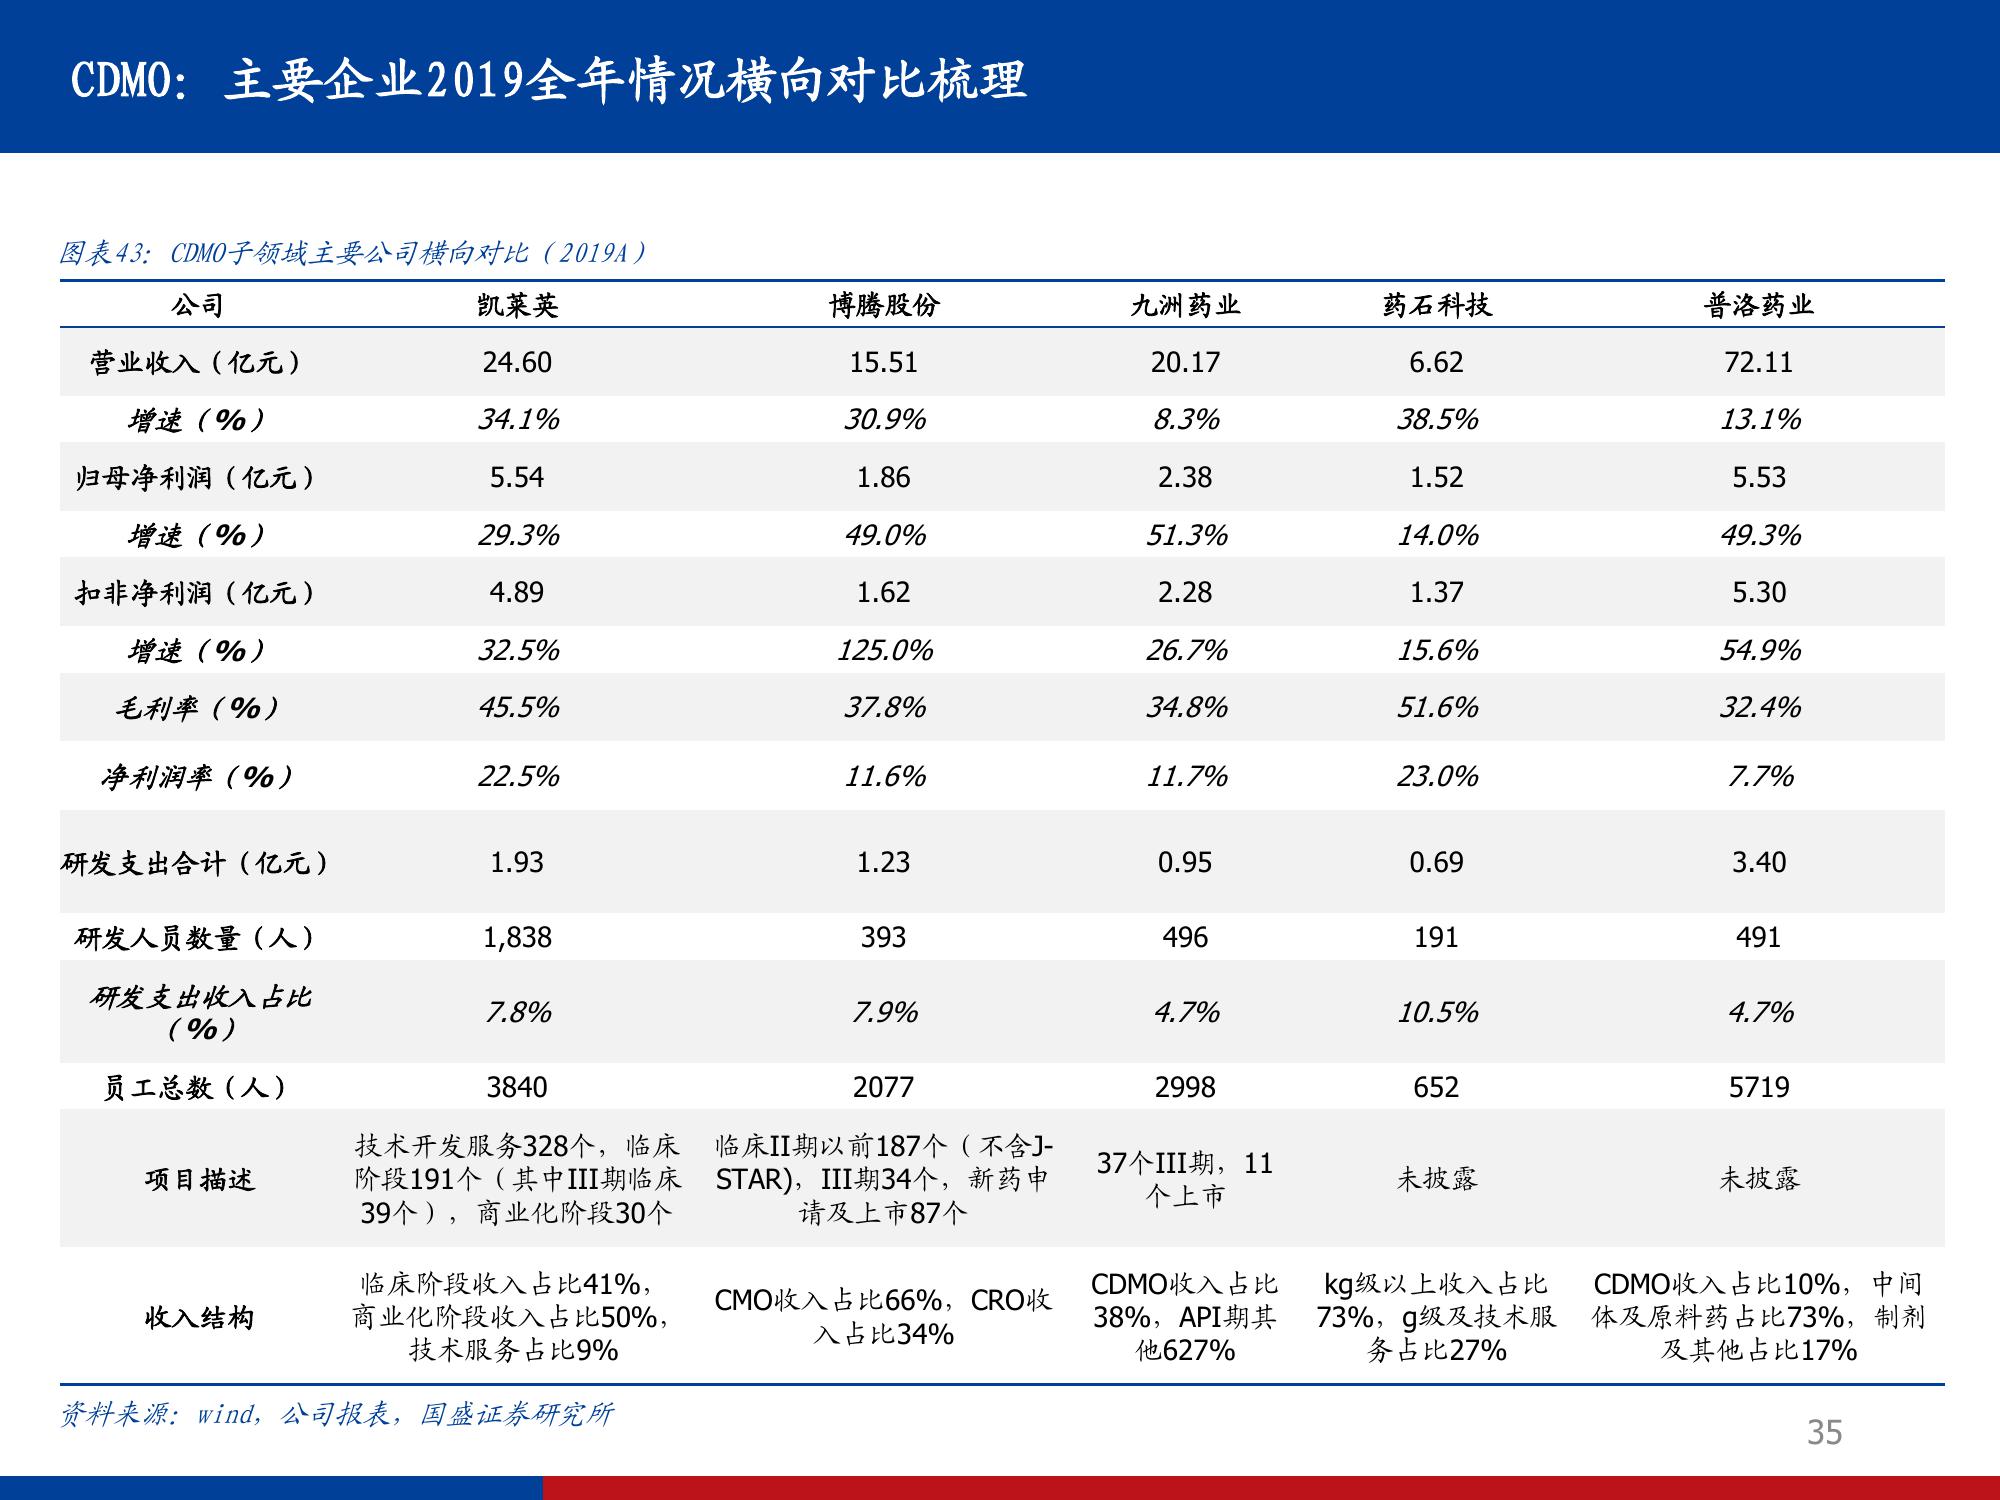 CDMO：主要企业2019全年情况横向对比梳理
图表43：CDMO子领域主要公司横向对比（2019A）
公司 凯莱英 博腾股份 九洲药业 药石科技 普洛药业
营业收入（亿元） 24.60 15.51 20.17 6.62 72.11
增速（%） 34.1% 30.9% 8.3% 38.5% 13.1%
归母净利润（亿元） 5.54 1.86 2.38 1.52 5.53
增速（%） 29.3% 49.0% 51.3% 14.0% 49.3%
扣非净利润（亿元） 4.89 1.62 2.28 1.37 5.30
增速（%） 32.5% 125.0% 26.7% 15.6% 54.9%
毛利率（%） 45.5% 37.8% 34.8% 51.6% 32.4%
净利润率（%） 22.5% 11.6% 11.7% 23.0% 7.7%
研发支出合计（亿元） 1.93 1.23 0.95 0.69 3.40
研发人员数量（人） 1,838 393 496 191 491
研发支出收入占比
（%） 7.8% 7.9% 4.7% 10.5% 4.7%
员工总数（人） 3840 2077 2998 652 5719
项目描述
技术开发服务328个，临床
阶段191个（其中III期临床
39个），商业化阶段30个
临床II期以前187个（不含J-
STAR)，III期34个，新药申
请及上市87个
37个III期，11
个上市
未披露
未披露
收入结构
临床阶段收入占比41%，
商业化阶段收入占比50%，
技术服务占比9%
CMO收入占比66%，CRO收
入占比34%
CDMO收入占比
38%，API期其
他627%
kg级以上收入占比
73%，g级及技术服
务占比27%
CDMO收入占比10%，中间
体及原料药占比73%，制剂
及其他占比17%
资料来源：wind，公司报表，国盛证券研究所
35